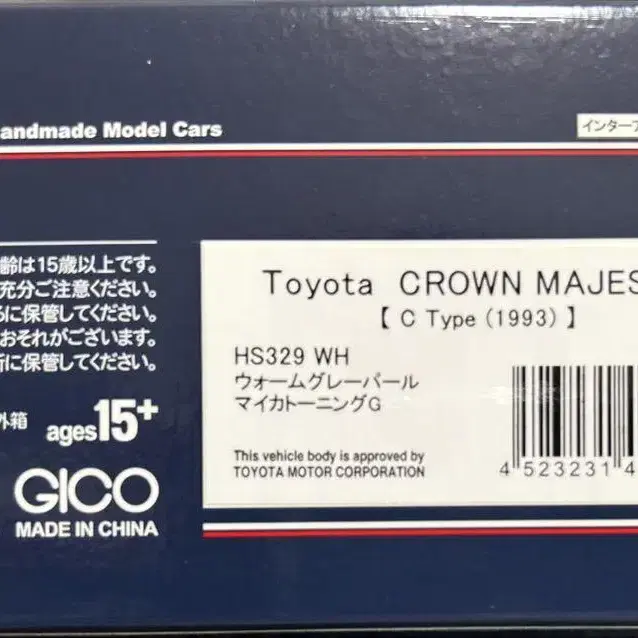 andmade Model Cars
インターフ
齢は15歳以上です。
充分ご注意ください。
るに保管してください。
おそれがございます。
所に保管してください。
外箱
ages15+
GICO
MADE IN CHINA
Toyota CROWN MAJES
【 C Type (1993) 】
HS329 WH
ウォームグレーパール
マイカトーニングG
This vehicle body is approved by
TOYOTA MOTOR CORPORATION
4 523231 4